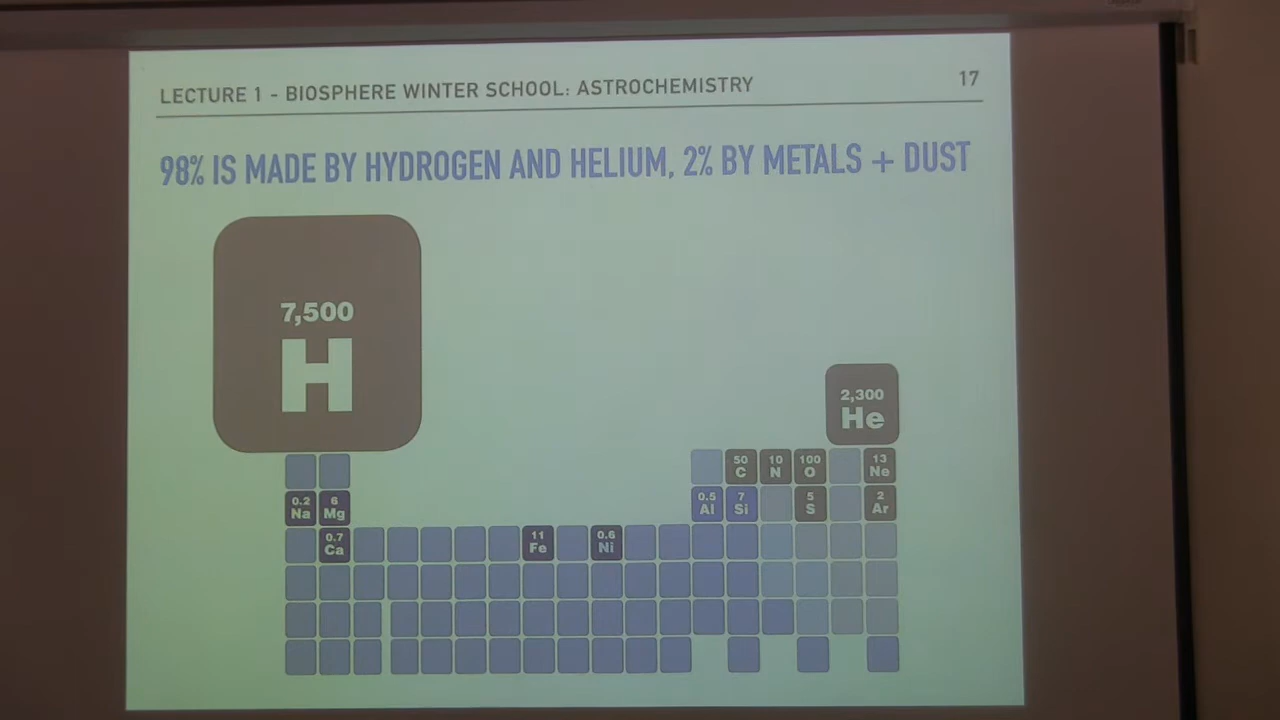 LECTURE 1 - BIOSPHERE WINTER SCHOOL: ASTROCHEMISTRY
17
98% IS MADE BY HYDROGEN AND HELIUM, 2% BY METALS + DUST
7,500
H
2,300
He
50
C
10
N
100
O
13
Ne
0.2
Na
6
Mg
0.5
Al
7
Si
5
S
2
Ar
0.7
Ca
11
Fe
0.6
Ni